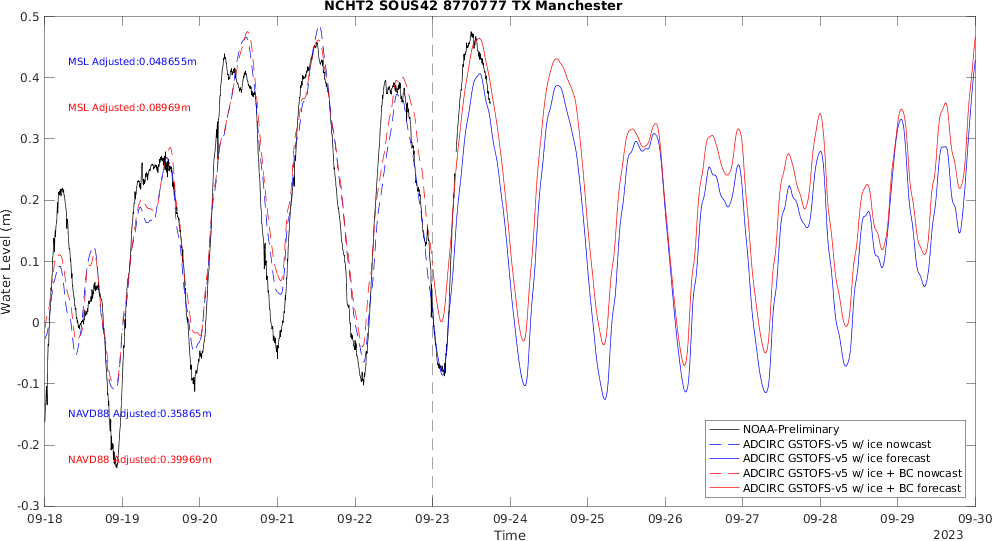 NCHT2 SOUS42 8770777 TX Manchester
0.5
0.4
0.3
0.2
0.1
0
-0.1
-0.2
-0.3
Water Level (m)
MSL Adjusted:0.048655m
MSL Adjusted:0.08969m
NAVD88 Adjusted:0.35865m
NAVD88 Adjusted:0.39969m
NOAA-Preliminary
ADCIRC GSTOFS-v5 w/ ice nowcast
ADCIRC GSTOFS-v5 w/ ice forecast
ADCIRC GSTOFS-v5 w/ ice + BC nowcast
ADCIRC GSTOFS-v5 w/ ice + BC forecast
09-18 09-19 09-20 09-21 09-22 09-23 09-24 09-25 09-26 09-27 09-28 09-29 09-30
Time
2023